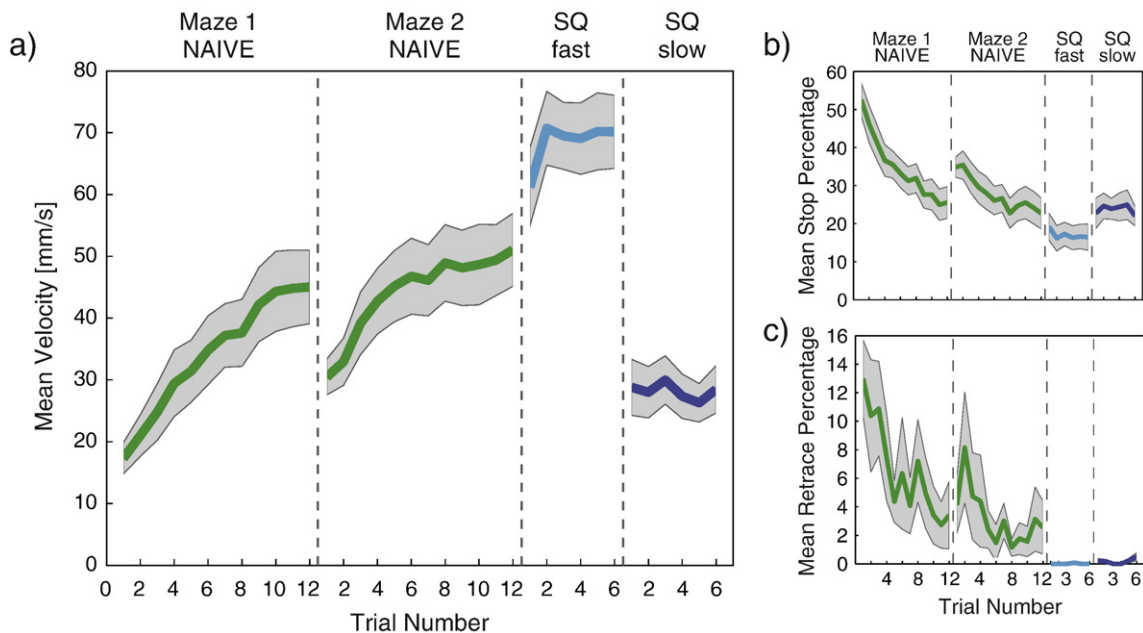 a)
Maze 1
NAIVE
Maze 2
NAIVE
SQ
fast
SQ
slow
Mean Velocity [mm/s]
80
70
60
50
40
30
20
10
0
0 2 4 6 8 10 12 2 4 6 8 10 12 2 4 6 2 4 6
Trial Number
b)
Maze 1
NAIVE
Maze 2
NAIVE
SQ
fast
SQ
slow
Mean Stop Percentage
60
50
40
30
20
10
0
c)
Mean Retrace Percentage
16
14
12
10
8
6
4
2
0
4 8 12 4 8 12 3 6 3 6
Trial Number